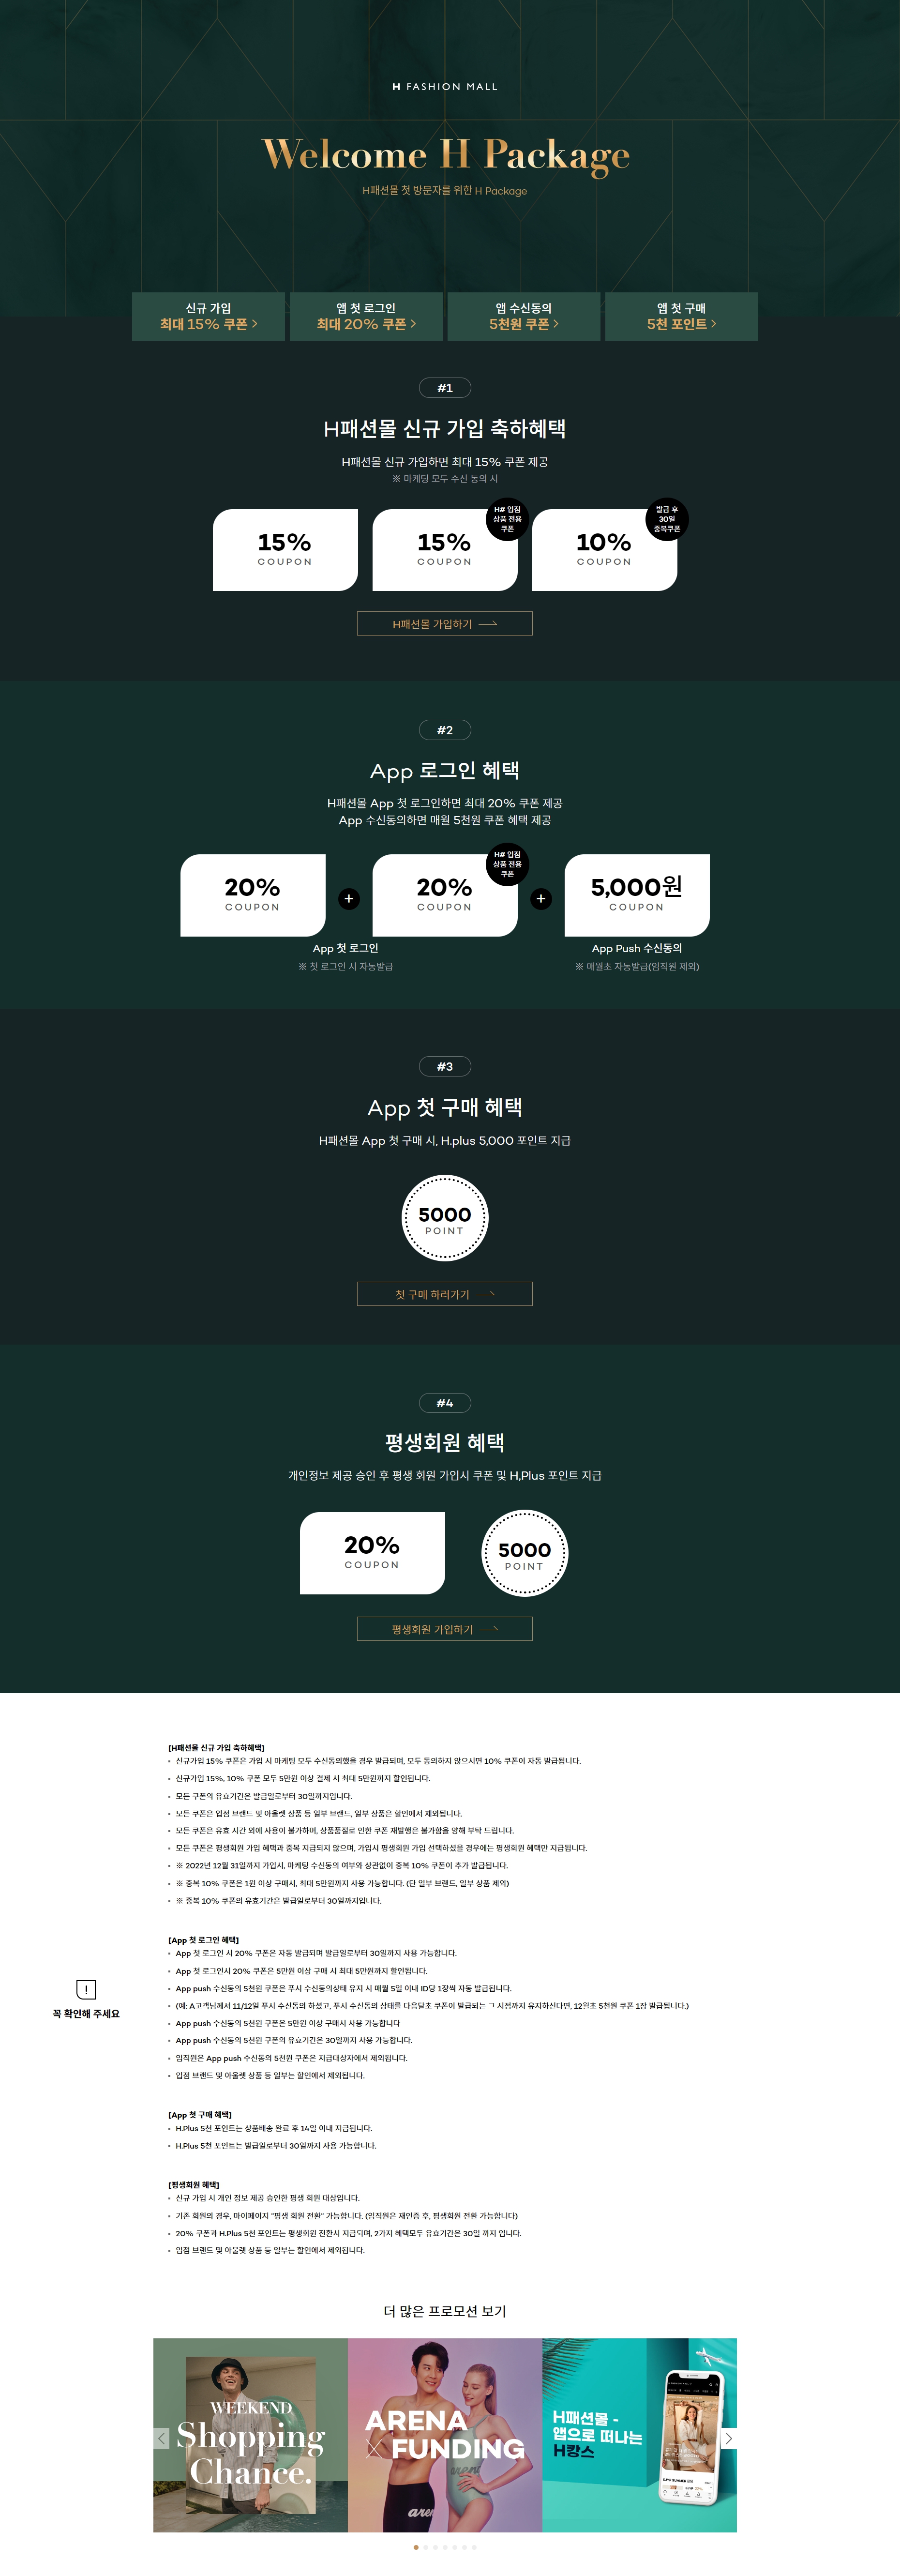 H FASHION MALL
Welcome H Package
H패션몰 첫 방문자를 위한 H Package
신규 가입
최대 15% 쿠폰 >
앱 첫 로그인
최대 20% 쿠폰 >
앱 수신동의
5천원 쿠폰 >
앱 첫 구매
5천 포인트 >
#1
H패션몰 신규 가입 축하혜택
H패션몰 신규 가입하면 최대 15% 쿠폰 제공
※ 마케팅 모두 수신 동의 시
15%
COUPON
H# 입점
상품 전용
쿠폰
15%
COUPON
발급 후
30일
중복쿠폰
10%
COUPON
H패션몰 가입하기
#2
App 로그인 혜택
H패션몰 App 첫 로그인하면 최대 20% 쿠폰 제공
App 수신동의하면 매월 5천원 쿠폰 혜택 제공
20%
COUPON
+
H# 입점
상품 전용
쿠폰
20%
COUPON
+
5,000원
COUPON
App 첫 로그인
※ 첫 로그인 시 자동발급
App Push 수신동의
※ 매월초 자동발급(임직원 제외)
#3
App 첫 구매 혜택
H패션몰 App 첫 구매 시, H.plus 5,000 포인트 지급
5000
POINT
첫 구매 하러가기
#4
평생회원 혜택
개인정보 제공 승인 후 평생 회원 가입시 쿠폰 및 H,Plus 포인트 지급
20%
COUPON
5000
POINT
평생회원 가입하기
!
꼭 확인해 주세요
[H패션몰 신규 가입 축하혜택]
• 신규가입 15% 쿠폰은 가입 시 마케팅 모두 수신동의했을 경우 발급되며, 모두 동의하지 않으시면 10% 쿠폰이 자동 발급됩니다.
• 신규가입 15%, 10% 쿠폰 모두 5만원 이상 결제 시 최대 5만원까지 할인됩니다.
• 모든 쿠폰의 유효기간은 발급일로부터 30일까지입니다.
• 모든 쿠폰은 입점 브랜드 및 아울렛 상품 등 일부 브랜드, 일부 상품은 할인에서 제외됩니다.
• 모든 쿠폰은 유효 시간 외에 사용이 불가하며, 상품품절로 인한 쿠폰 재발행은 불가함을 양해 부탁 드립니다.
• 모든 쿠폰은 평생회원 가입 혜택과 중복 지급되지 않으며, 가입시 평생회원 가입 선택하셨을 경우에는 평생회원 혜택만 지급됩니다.
• ※ 2022년 12월 31일까지 가입시, 마케팅 수신동의 여부와 상관없이 중복 10% 쿠폰이 추가 발급됩니다.
• ※ 중복 10% 쿠폰은 1원 이상 구매시, 최대 5만원까지 사용 가능합니다. (단 일부 브랜드, 일부 상품 제외)
• ※ 중복 10% 쿠폰의 유효기간은 발급일로부터 30일까지입니다.
[App 첫 로그인 혜택]
• App 첫 로그인 시 20% 쿠폰은 자동 발급되며 발급일로부터 30일까지 사용 가능합니다.
• App 첫 로그인시 20% 쿠폰은 5만원 이상 구매 시 최대 5만원까지 할인됩니다.
• App push 수신동의 5천원 쿠폰은 푸시 수신동의상태 유지 시 매월 5일 이내 ID당 1장씩 자동 발급됩니다.
• (예: A고객님께서 11/12일 푸시 수신동의 하셨고, 푸시 수신동의 상태를 다음달초 쿠폰이 발급되는 그 시점까지 유지하신다면, 12월초 5천원 쿠폰 1장 발급됩니다.)
• App push 수신동의 5천원 쿠폰은 5만원 이상 구매시 사용 가능합니다
• App push 수신동의 5천원 쿠폰의 유효기간은 30일까지 사용 가능합니다.
• 임직원은 App push 수신동의 5천원 쿠폰은 지급대상자에서 제외됩니다.
• 입점 브랜드 및 아울렛 상품 등 일부는 할인에서 제외됩니다.
[App 첫 구매 혜택]
• H.Plus 5천 포인트는 상품배송 완료 후 14일 이내 지급됩니다.
• H.Plus 5천 포인트는 발급일로부터 30일까지 사용 가능합니다.
[평생회원 혜택]
• 신규 가입 시 개인 정보 제공 승인한 평생 회원 대상입니다.
• 기존 회원의 경우, 마이페이지 "평생 회원 전환" 가능합니다. (임직원은 재인증 후, 평생회원 전환 가능합니다)
• 20% 쿠폰과 H.Plus 5천 포인트는 평생회원 전환시 지급되며, 2가지 혜택모두 유효기간은 30일 까지 입니다.
• 입점 브랜드 및 아울렛 상품 등 일부는 할인에서 제외됩니다.
더 많은 프로모션 보기
WEEKEND
Shopping
Chance.
ARENA
X FUNDING
arena
H패션몰 -
앱으로 떠나는
H캉스